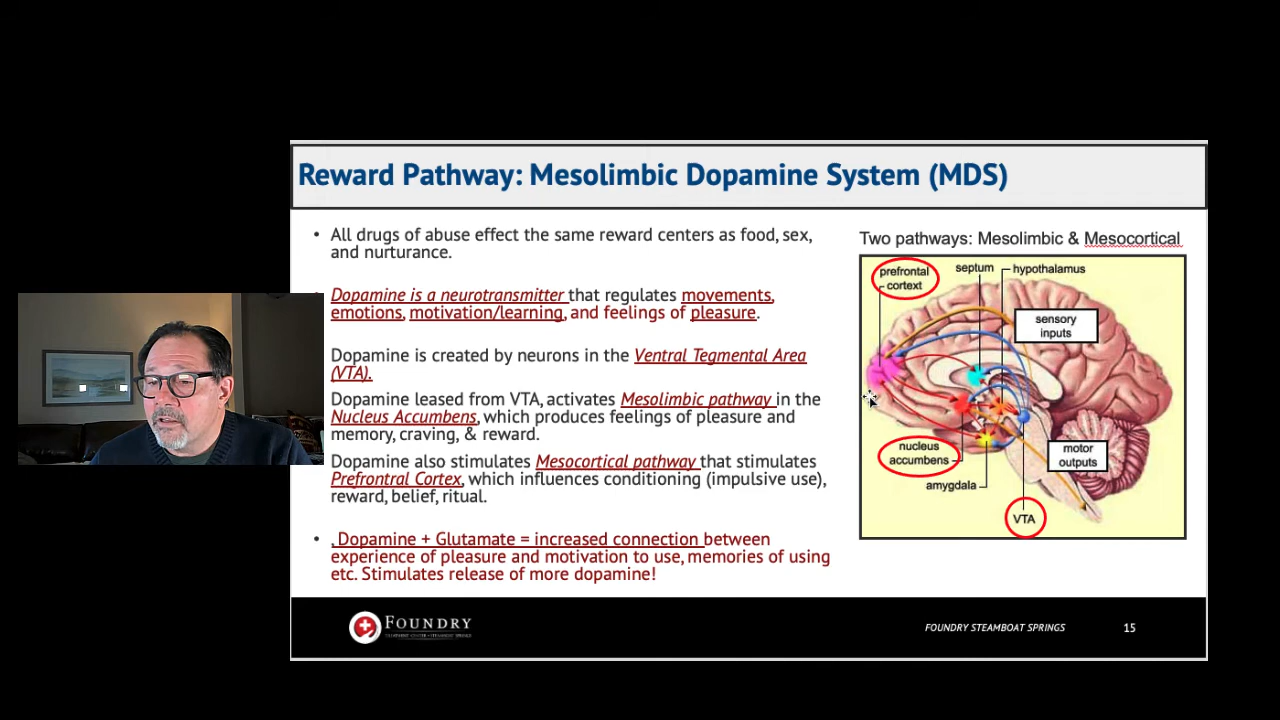 Reward Pathway: Mesolimbic Dopamine System (MDS)
• All drugs of abuse effect the same reward centers as food, sex,
and nurturance.
Dopamine is a neurotransmitter that regulates movements,
emotions, motivation/learning, and feelings of pleasure.
Dopamine is created by neurons in the Ventral Tegmental Area
(VTA).
Dopamine leased from VTA, activates Mesolimbic pathway in the
Nucleus Accumbens, which produces feelings of pleasure and
memory, craving, & reward.
Dopamine also stimulates Mesocortical pathway that stimulates
Prefrontral Cortex, which influences conditioning (impulsive use),
reward, belief, ritual.
• , Dopamine + Glutamate = increased connection between
experience of pleasure and motivation to use, memories of using
etc. Stimulates release of more dopamine!
Two pathways: Mesolimbic & Mesocortical
prefrontal
cortex
septum
hypothalamus
sensory
inputs
nucleus
accumbens
motor
outputs
amygdala
VTA
FOUNDRY
FOUNDRY STEAMBOAT SPRINGS
15